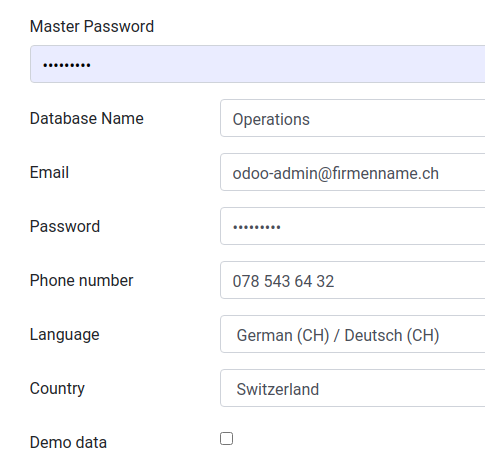 Master Password
•••••••••
Database Name
Operations
Email
odoo-admin@firmenname.ch
Password
•••••••••
Phone number
078 543 64 32
Language
German (CH) / Deutsch (CH)
Country
Switzerland
Demo data